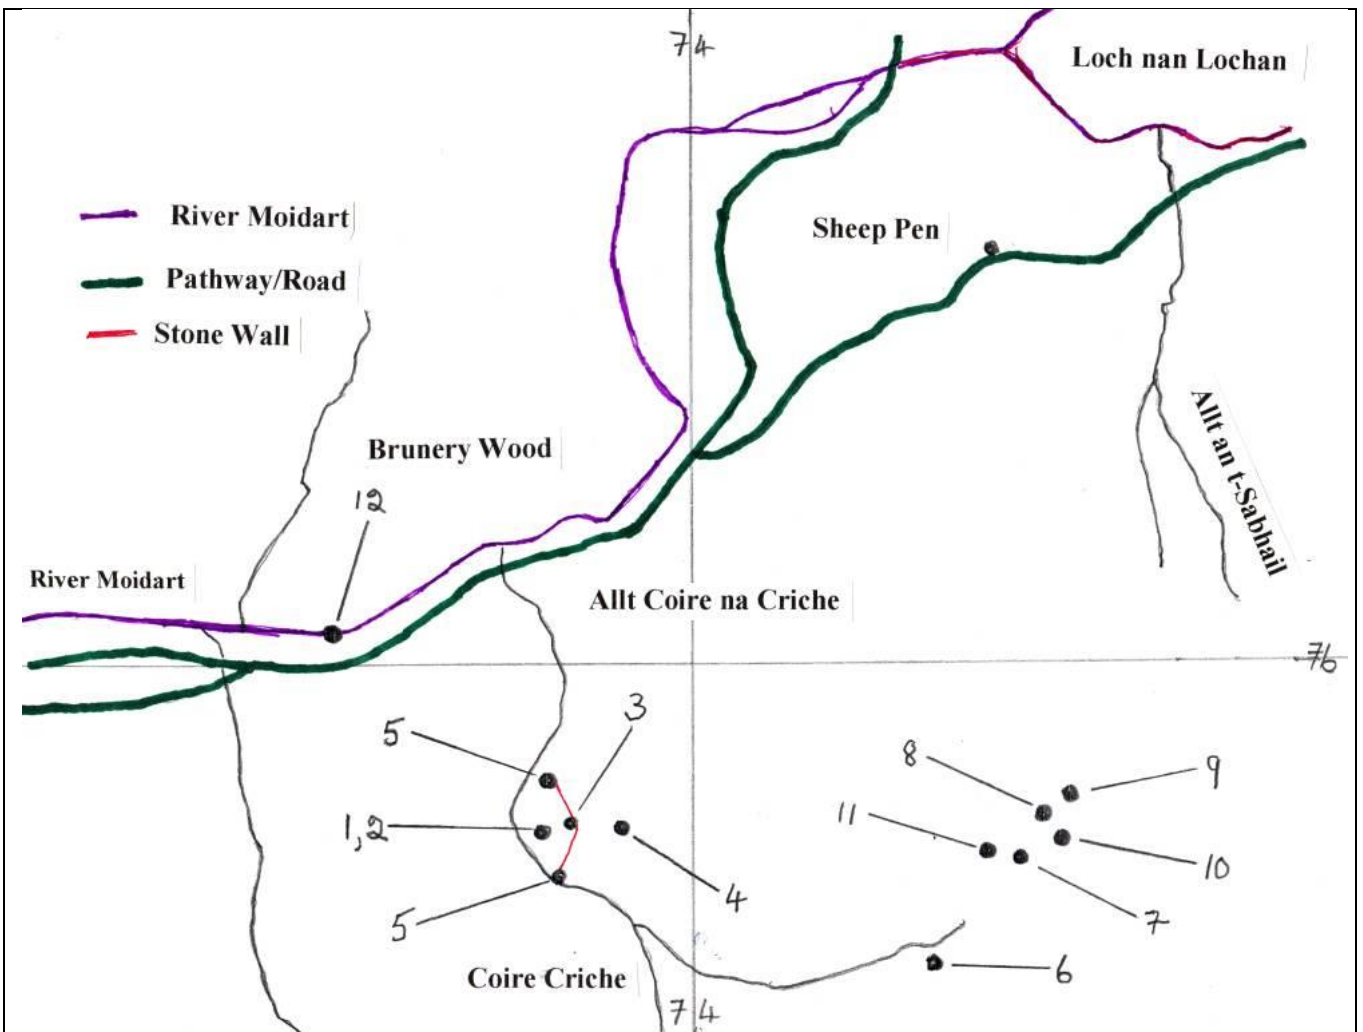 74
Loch nan Lochan
River Moidart
Sheep Pen
Pathway/Road
Stone Wall
Brunery Wood
12
Allt an t-Sabhail
River Moidart
Allt Coire na Criche
76
3
5
8
9
1,2
11
10
4
5
7
6
Coire Criche
74